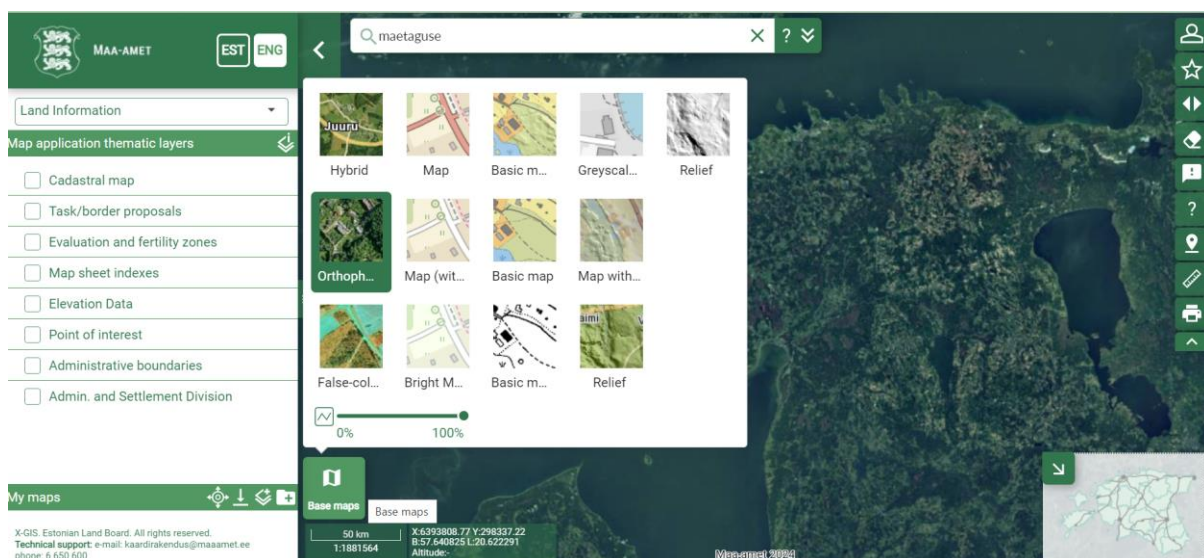 MAA-AMET
EST
ENG
maetaguse
?
Land Information
Map application thematic layers
Cadastral map
Task/border proposals
Evaluation and fertility zones
Map sheet indexes
Elevation Data
Point of interest
Administrative boundaries
Admin. and Settlement Division
Juuru
Hybrid
Map
Basic m...
Greyscal...
Relief
Orthoph...
Map (wit...
Basic map
Map with...
aimi
False-col...
Bright M...
Basic m...
Relief
0%
100%
?
Base maps
Base maps
My maps
X-GIS. Estonian Land Board. All rights reserved.
Technical support: e-mail: kaardirakendus@maaamet.ee
phone: 6 650 600
50 km
1:1881564
X:6393808.77 Y:298337.22
B:57.640825 L:20.622291
Altitude:-
Maa-amet 2024